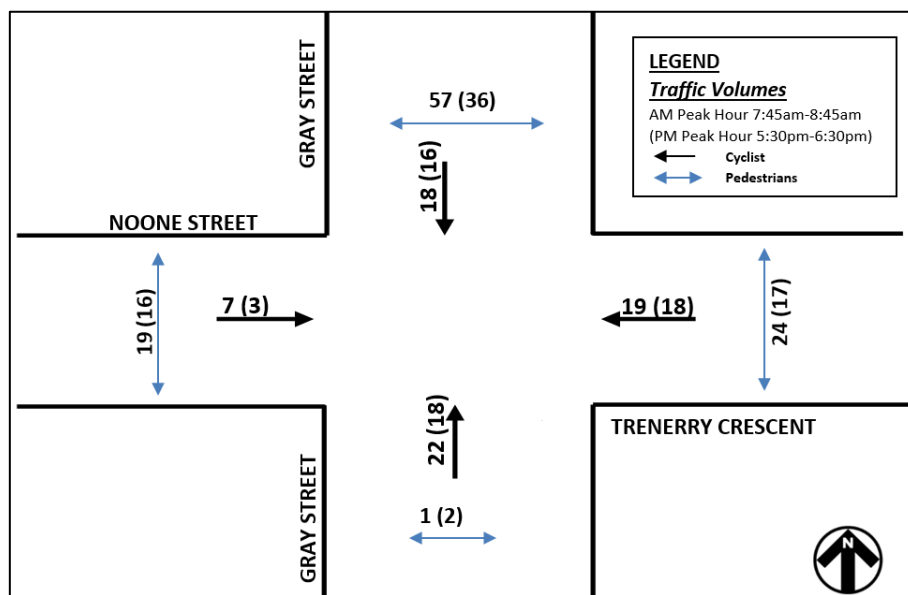 GRAY STREET
57 (36)
18 (16)
LEGEND
Traffic Volumes
AM Peak Hour 7:45am-8:45am
(PM Peak Hour 5:30pm-6:30pm)
Cyclist
Pedestrians
NOONE STREET
19 (16)
7 (3)
19 (18)
24 (17)
22 (18)
TRENERRY CRESCENT
GRAY STREET
1 (2)
N